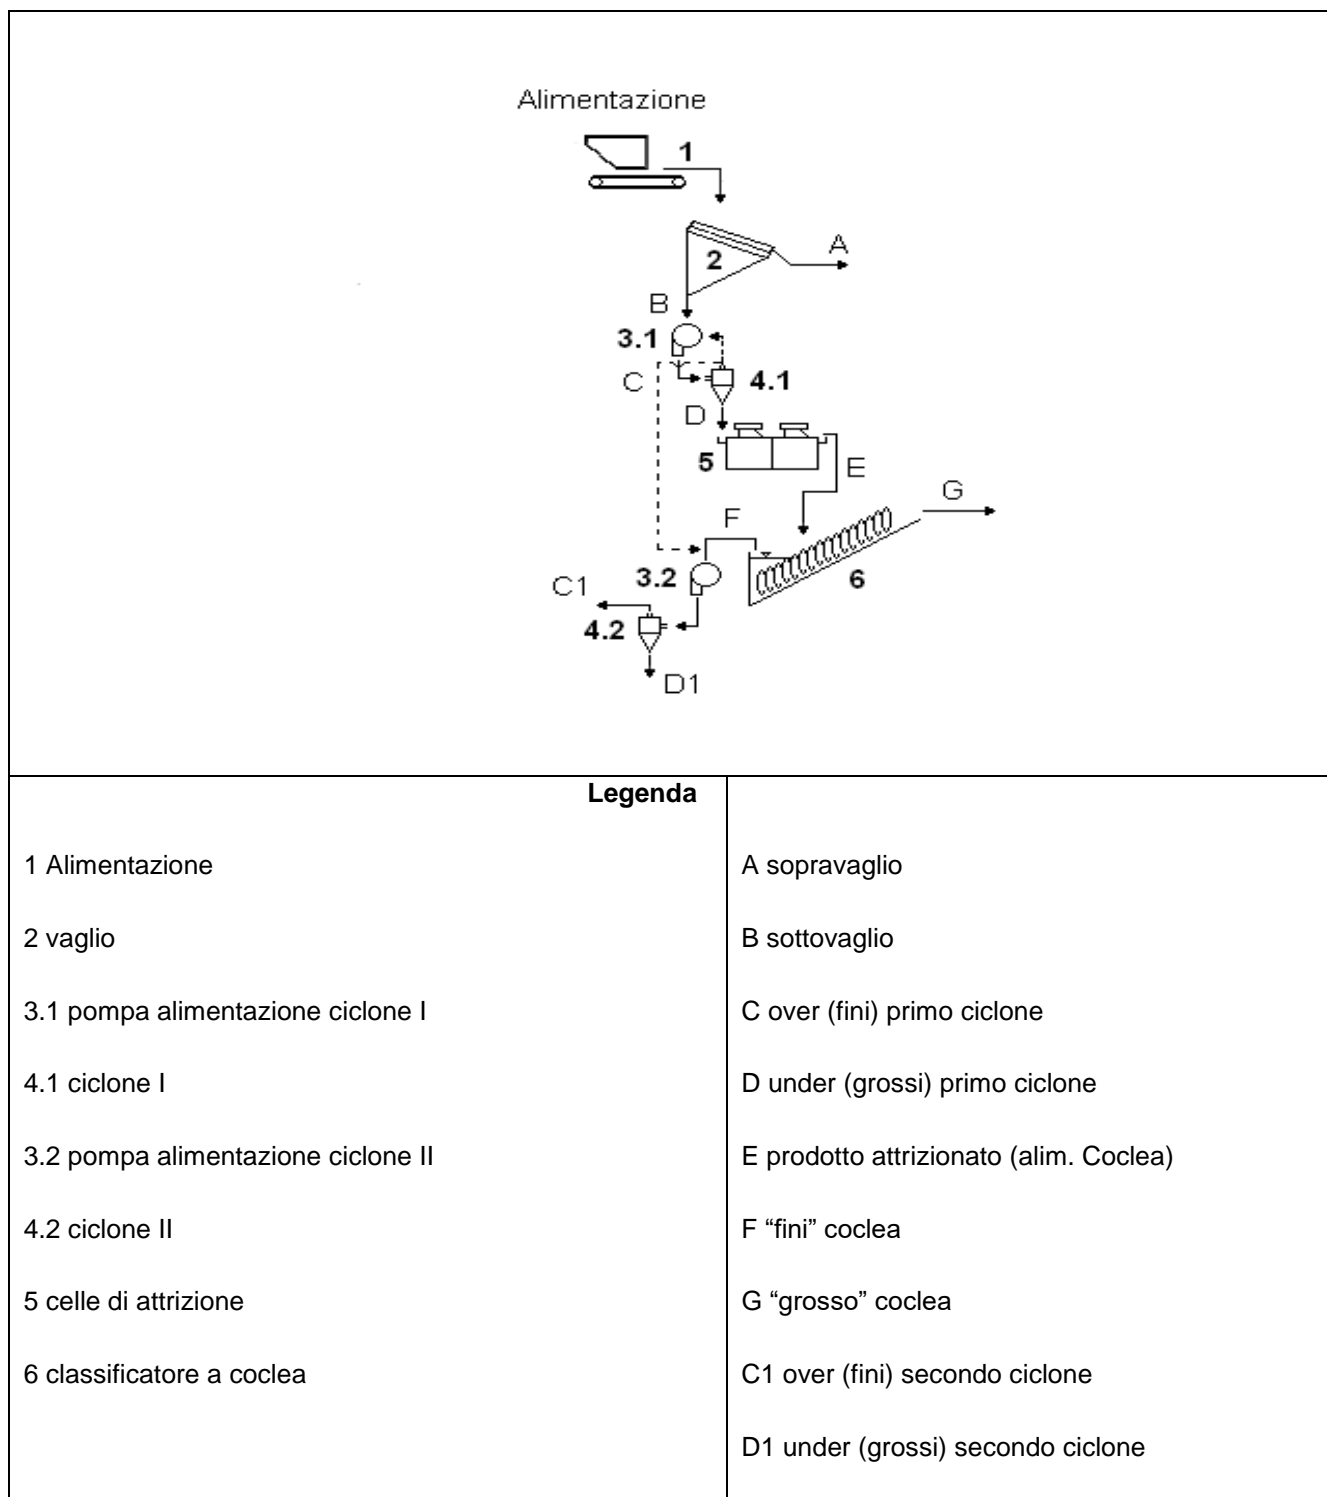 Alimentazione
1
2
A
B
3.1
C
4.1
D
5
E
G
F
3.2
6
C1
4.2
D1
Legenda
1 Alimentazione
2 vaglio
3.1 pompa alimentazione ciclone I
4.1 ciclone I
3.2 pompa alimentazione ciclone II
4.2 ciclone II
5 celle di attrizione
6 classificatore a coclea
A sopravaglio
B sottovaglio
C over (fini) primo ciclone
D under (grossi) primo ciclone
E prodotto attrizionato (alim. Coclea)
F “fini” coclea
G “grosso” coclea
C1 over (fini) secondo ciclone
D1 under (grossi) secondo ciclone